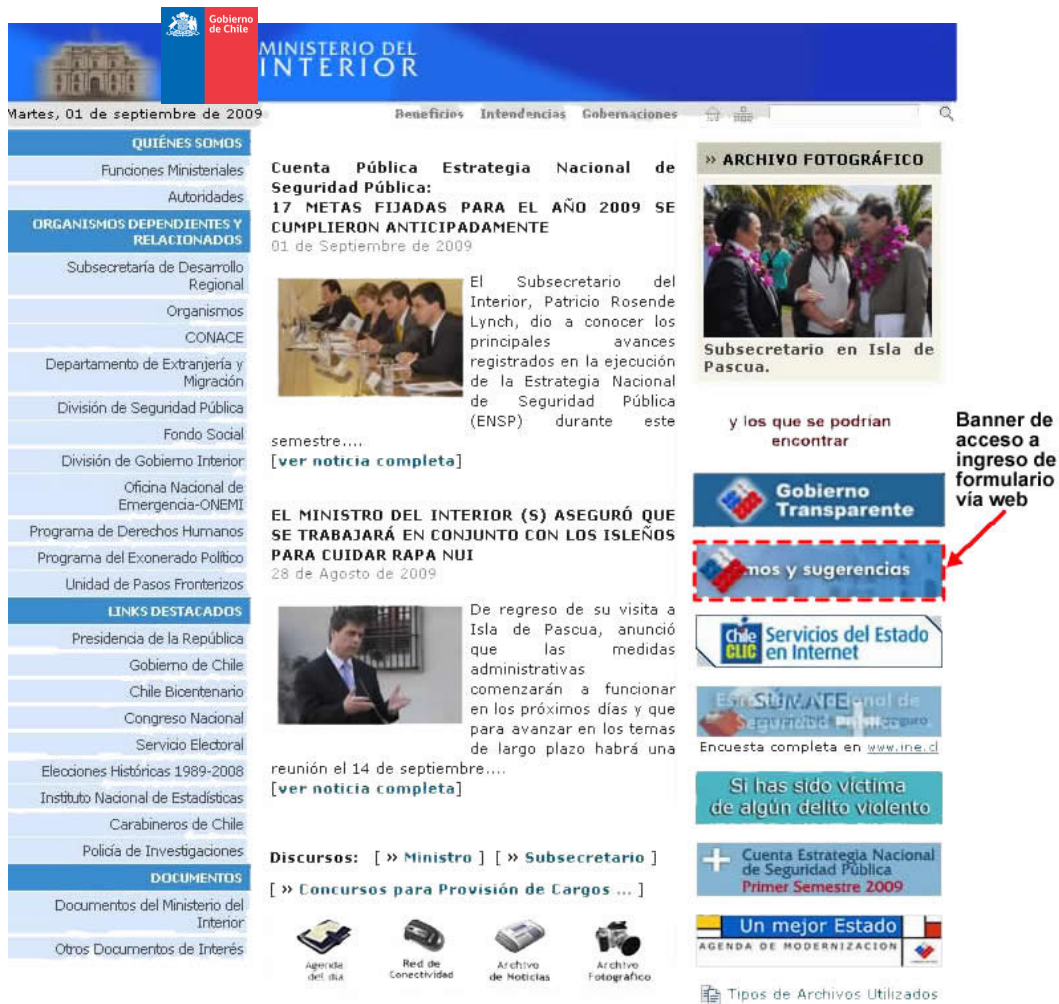 Gobierno
de Chile
MINISTERIO DEL
INTERIOR
Martes, 01 de septiembre de 2009
Beneficios Intendencias Gobernaciones
QUIÉNES SOMOS
Funciones Ministeriales
Autoridades
ORGANISMOS DEPENDIENTES Y
RELACIONADOS
Subsecretaría de Desarrollo
Regional
Organismos
CONACE
Departamento de Extranjería y
Migración
División de Seguridad Pública
Fondo Social
División de Gobierno Interior
Oficina Nacional de
Emergencia-ONEMI
Programa de Derechos Humanos
Programa del Exonerado Político
Unidad de Pasos Fronterizos
LINKS DESTACADOS
Presidencia de la República
Gobierno de Chile
Chile Bicentenario
Congreso Nacional
Servicio Electoral
Elecciones Históricas 1989-2008
Instituto Nacional de Estadísticas
Carabineros de Chile
Policía de Investigaciones
DOCUMENTOS
Documentos del Ministerio del
Interior
Otros Documentos de Interés
Cuenta Pública Estrategia Nacional de
Seguridad Pública:
17 METAS FIJADAS PARA EL AÑO 2009 SE
CUMPLIERON ANTICIPADAMENTE
01 de Septiembre de 2009
El Subsecretario del
Interior, Patricio Rosende
Lynch, dio a conocer los
principales avances
registrados en la ejecución
de la Estrategia Nacional
de Seguridad Pública
(ENSP) durante este
semestre....
[ver noticia completa]
EL MINISTRO DEL INTERIOR (S) ASEGURÓ QUE
SE TRABAJARÁ EN CONJUNTO CON LOS ISLEÑOS
PARA CUIDAR RAPA NUI
28 de Agosto de 2009
De regreso de su visita a
Isla de Pascua, anunció
que las medidas
administrativas
comenzarán a funcionar
en los próximos días y que
para avanzar en los temas
de largo plazo habrá una
reunión el 14 de septiembre....
[ver noticia completa]
Discursos: [ » Ministro ] [ » Subsecretario ]
[ » Concursos para Provisión de Cargos ... ]
Agenda
del día
Red de
Conectividad
Archivo
de Noticias
Archivo
Fotográfico
» ARCHIVO FOTOGRÁFICO
Subsecretario en Isla de
Pascua.
y los que se podrían
encontrar
Banner de
acceso a
ingreso de
formulario
vía web
Gobierno
Transparente
mos y sugerencias
Chile CLIC Servicios del Estado
en Internet
SÚMATE
Encuesta completa en www.ine.cl
Si has sido víctima
de algún delito violento
Cuenta Estrategia Nacional
de Seguridad Pública
Primer Semestre 2009
Un mejor Estado
AGENDA DE MODERNIZACION
Tipos de Archivos Utilizados